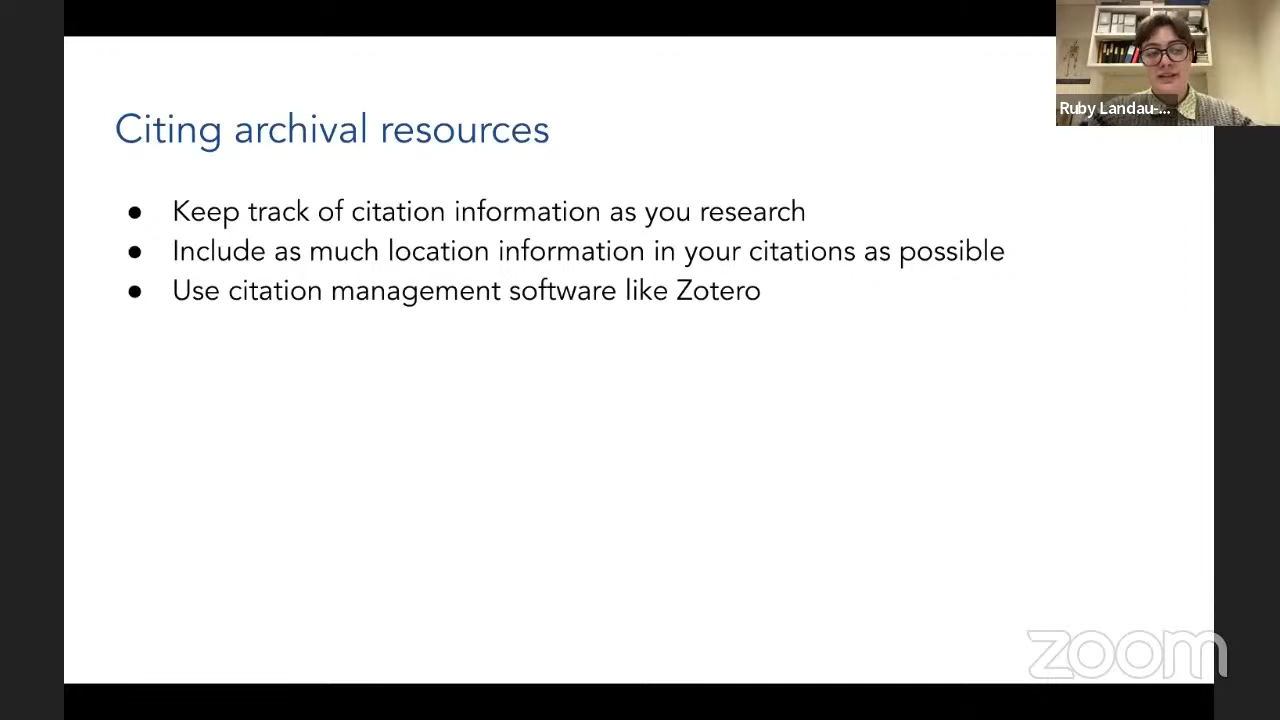 Citing archival resources
● Keep track of citation information as you research
● Include as much location information in your citations as possible
● Use citation management software like Zotero
Ruby Landau-...
zoom